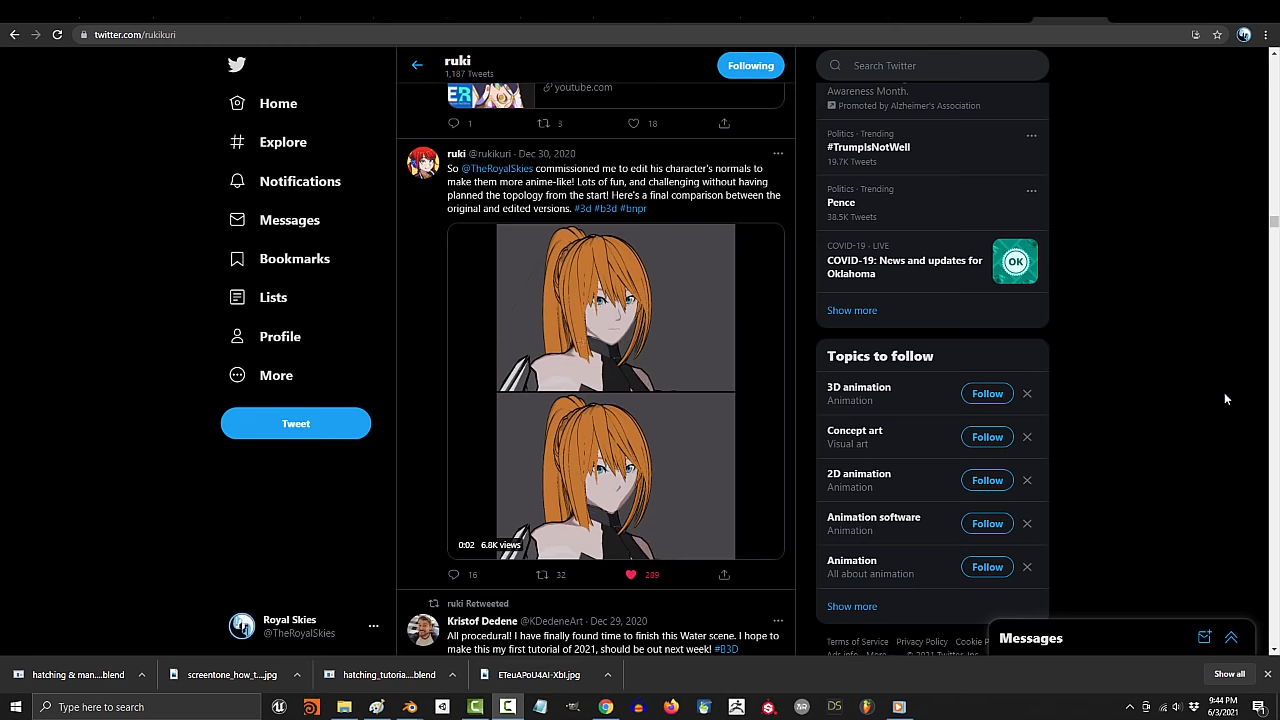 twitter.com/rukikuri
Home
Explore
Notifications
Messages
Bookmarks
Lists
Profile
More
Tweet
Royal Skies
@TheRoyalSkies
ruki
1,187 Tweets
Following
ER
youtube.com
1
3
18
ruki @rukikuri · Dec 30, 2020
So @TheRoyalSkies commissioned me to edit his character's normals to
make them more anime-like! Lots of fun, and challenging without having
planned the topology from the start! Here's a final comparison between the
original and edited versions. #3d #b3d #bnpr
0:02 6.8K views
16
32
289
ruki Retweeted
Kristof Dedene @KDedeneArt · Dec 29, 2020
All procedural! I have finally found time to finish this Water scene. I hope to
make this my first tutorial of 2021, should be out next week! #B3D
Search Twitter
Awareness Month.
Promoted by Alzheimer's Association
Politics · Trending
#TrumpIsNotWell
19.7K Tweets
Politics · Trending
Pence
38.5K Tweets
COVID-19 · LIVE
COVID-19: News and updates for
Oklahoma
OK
Show more
Topics to follow
3D animation
Animation
Follow
Concept art
Visual art
Follow
2D animation
Animation
Follow
Animation software
Animation
Follow
Animation
All about animation
Follow
Show more
Terms of Service Privacy Policy Cookie P
Messages
hatching & man....blend
screentone_how_t...jpg
hatching_tutoria....blend
ETeuAPoU4AI-XbI.jpg
Show all
Type here to search
9:44 PM
6/3/2021